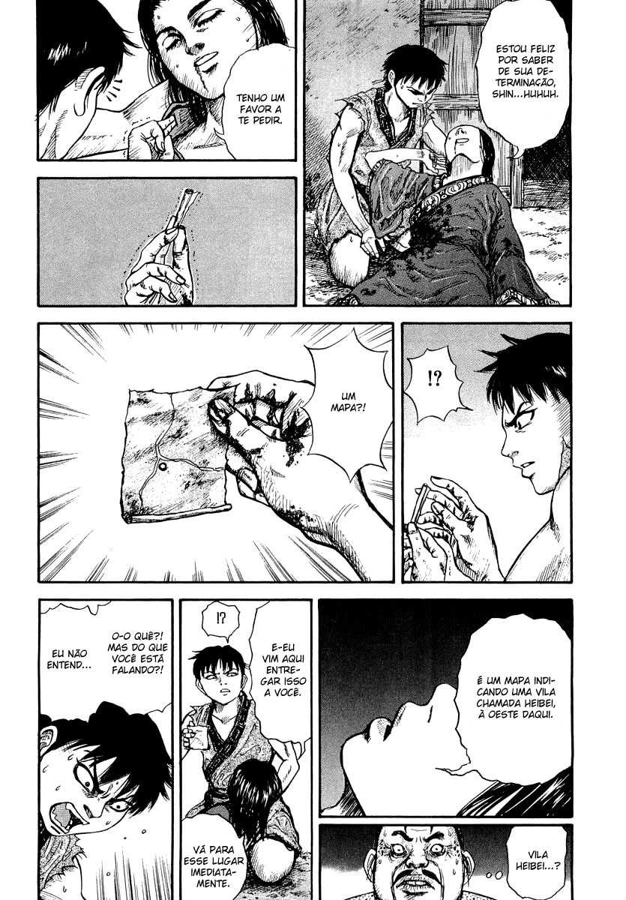 ESTOU FELIZ
POR SABER
DE SUA DE-
TERMINAÇÃO,
SHIN...HUHUH.
TENHO UM
FAVOR A
TE PEDIR.
!?
UM
MAPA?!
É UM MAPA INDI-
CANDO UMA VILA
CHAMADA HEIBEI,
À OESTE DAQUI.
VILA
HEIBEI...?
!?
E-EU
VIM AQUI
ENTRE-
GAR ISSO
A VOCÊ.
VÁ PARA
ESSE LUGAR
IMEDIATA-
MENTE.
O-O QUÊ?!
MAS DO QUE
VOCÊ ESTÁ
FALANDO?!
EU NÃO
ENTEND...